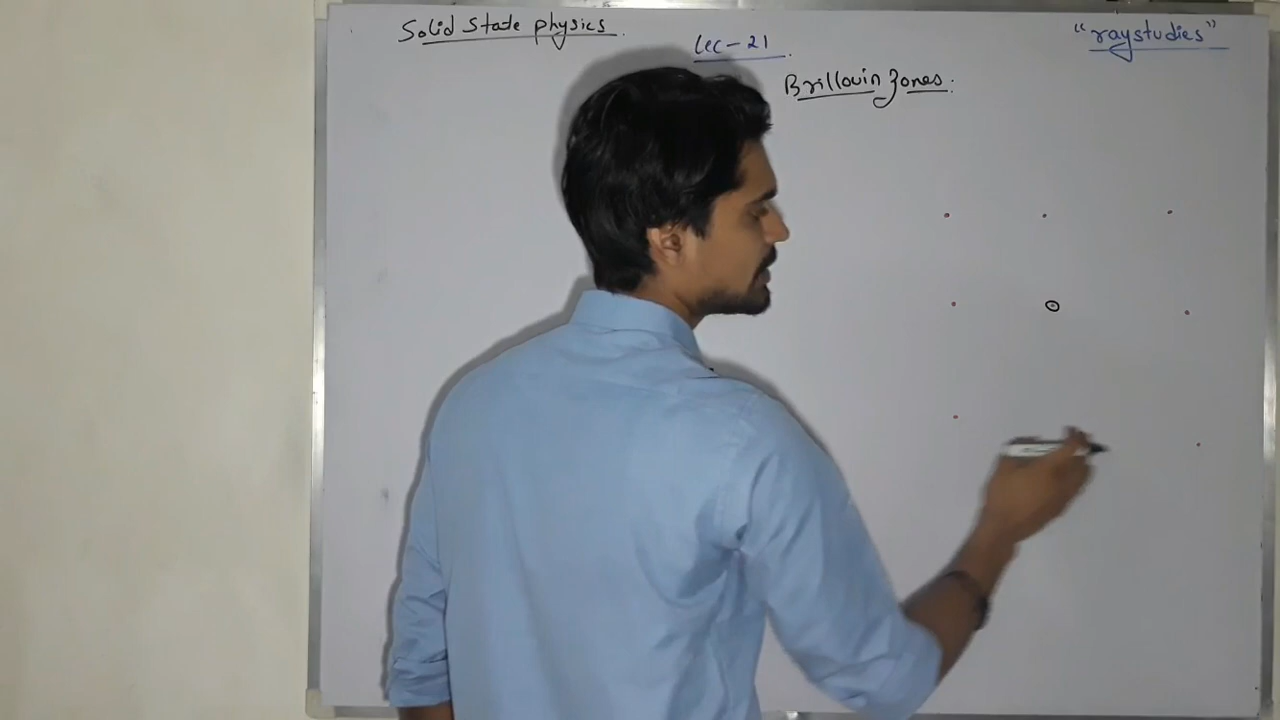 Solid State physics.
Lec-21.
"raystudies"
Brillouin Zones.